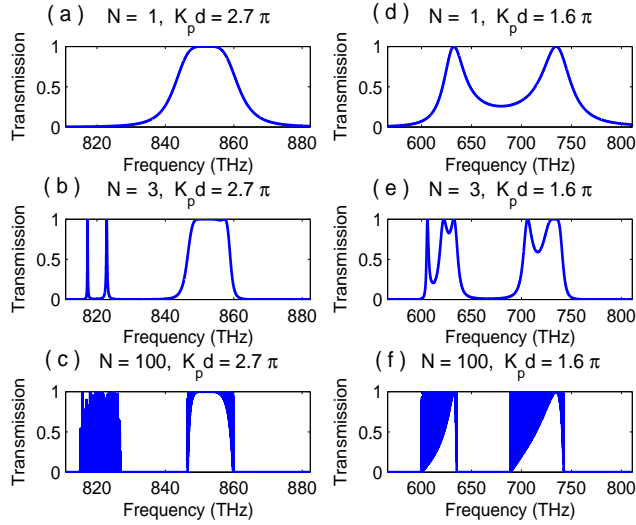 ( a ) N = 1, K_p d = 2.7 π
Transmission
1
0.5
0
820 840 860 880
Frequency (THz)
( d ) N = 1, K_p d = 1.6 π
Transmission
1
0.5
0
600 650 700 750 800
Frequency (THz)
( b ) N = 3, K_p d = 2.7 π
Transmission
1
0.5
0
820 840 860 880
Frequency (THz)
( e ) N = 3, K_p d = 1.6 π
Transmission
1
0.5
0
600 650 700 750 800
Frequency (THz)
( c ) N = 100, K_p d = 2.7 π
Transmission
1
0.5
0
820 840 860 880
Frequency (THz)
( f ) N = 100, K_p d = 1.6 π
Transmission
1
0.5
0
600 650 700 750 800
Frequency (THz)